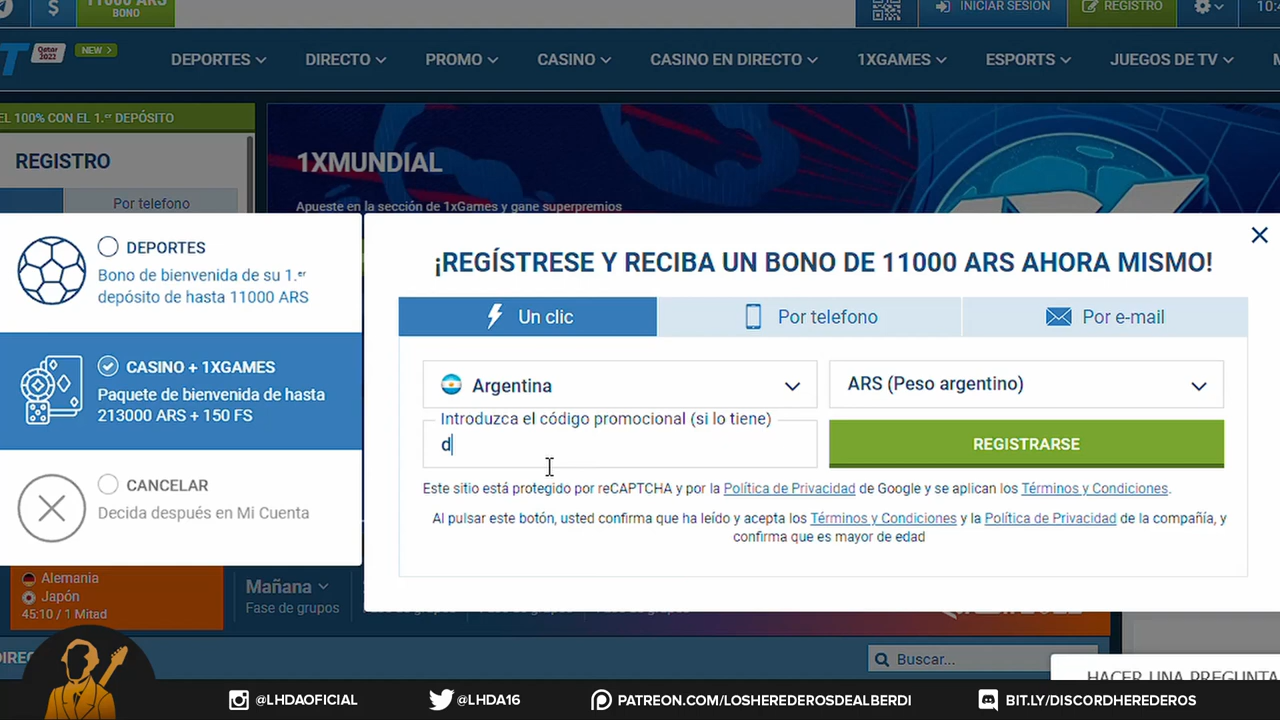 11000 ARS
BONO
INICIAR SESIÓN
REGISTRO
Qatar
2022
NEW >
DEPORTES
DIRECTO
PROMO
CASINO
CASINO EN DIRECTO
1XGAMES
ESPORTS
JUEGOS DE TV
EL 100% CON EL 1.er DEPÓSITO
REGISTRO
Por telefono
1XMUNDIAL
Apueste en la sección de 1xGames y gane superpremios
DEPORTES
Bono de bienvenida de su 1.er
depósito de hasta 11000 ARS
CASINO + 1XGAMES
Paquete de bienvenida de hasta
213000 ARS + 150 FS
CANCELAR
Decida después en Mi Cuenta
¡REGÍSTRESE Y RECIBA UN BONO DE 11000 ARS AHORA MISMO!
Un clic
Por telefono
Por e-mail
Argentina
ARS (Peso argentino)
Introduzca el código promocional (si lo tiene)
d
REGISTRARSE
Este sitio está protegido por reCAPTCHA y por la Política de Privacidad de Google y se aplican los Términos y Condiciones.
Al pulsar este botón, usted confirma que ha leído y acepta los Términos y Condiciones y la Política de Privacidad de la compañía, y
confirma que es mayor de edad
Alemania
Japón
45:10 / 1 Mitad
Mañana
Fase de grupos
Buscar...
HACER UNA PREGUNTA
@LHDAOFICIAL
@LHDA16
PATREON.COM/LOSHEREDEROSDEALBERDI
BIT.LY/DISCORDHEREDEROS